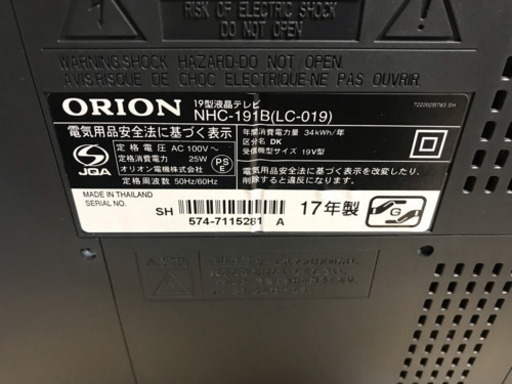 RISK OF ELECTRIC SHOCK
DO NOT OPEN
WARNING:SHOCK HAZARD-DO NOT OPEN.
AVIS:RISQUE DE CHOC ELECTRIQUE-NE PAS OUVRIR.
ORION 19型液晶テレビ
NHC-191B(LC-019)
722202B783 SH
電気用品安全法に基づく表示
定格電圧 AC 100V～
定格消費電力 25W
オリオン電機株式会社
定格周波数 50Hz/60Hz
JQA
PS
E
年間消費電力量 34kWh/年
区分名 DK
受信機型サイズ 19V型
電気用品安全法に基づく表示を改変したり、
削除すると違反になります。
MADE IN THAILAND
SERIAL NO.
SH
574-7115281 A
17年製
G